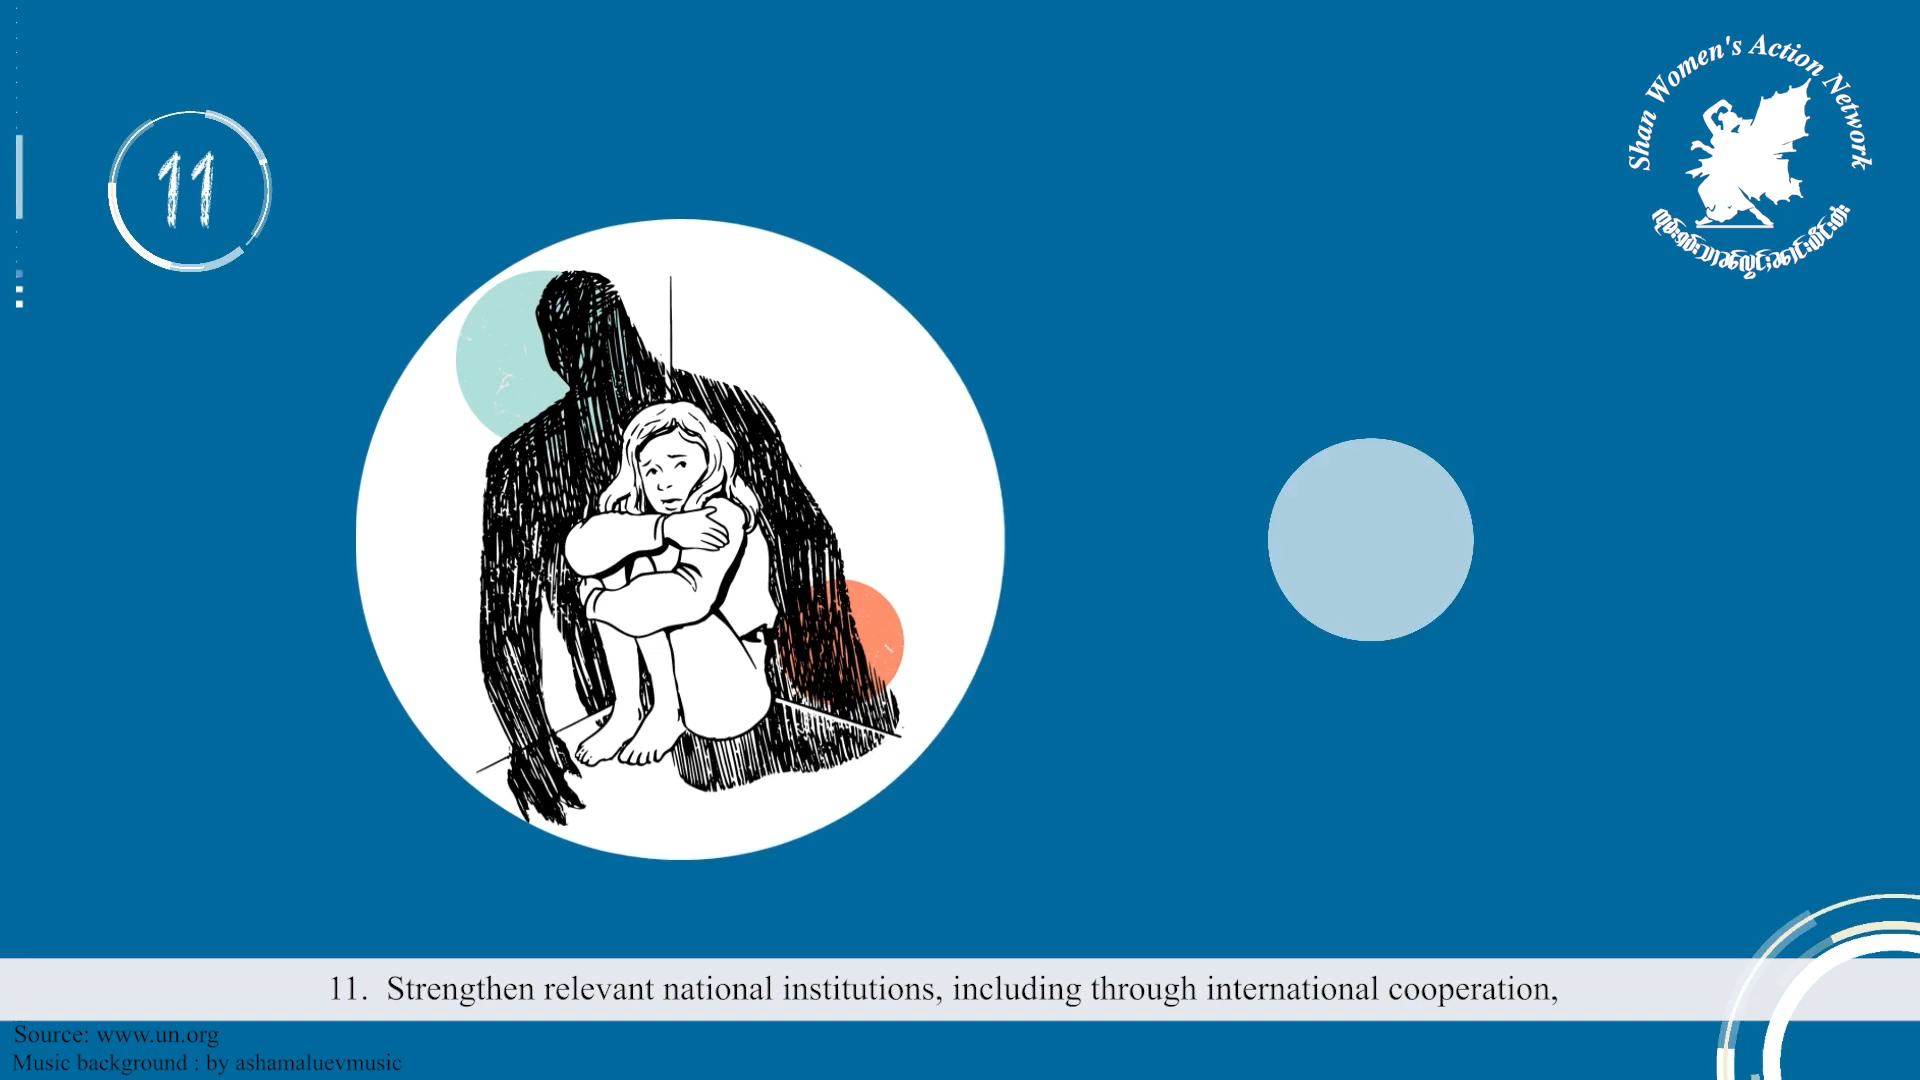 11
Shan Women's Action Network
11. Strengthen relevant national institutions, including through international cooperation,
Source: www.un.org
Music background : by ashamaluevmusic